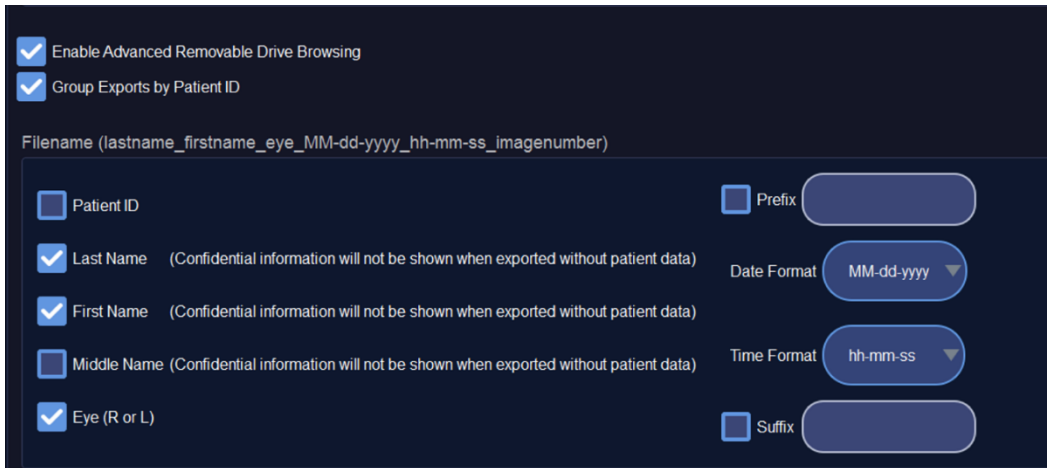 Enable Advanced Removable Drive Browsing
Group Exports by Patient ID
Filename (lastname_firstname_eye_MM-dd-yyyy_hh-mm-ss_imagenumber)
Patient ID
Prefix
Last Name (Confidential information will not be shown when exported without patient data)
Date Format MM-dd-yyyy
First Name (Confidential information will not be shown when exported without patient data)
Middle Name (Confidential information will not be shown when exported without patient data)
Time Format hh-mm-ss
Eye (R or L)
Suffix